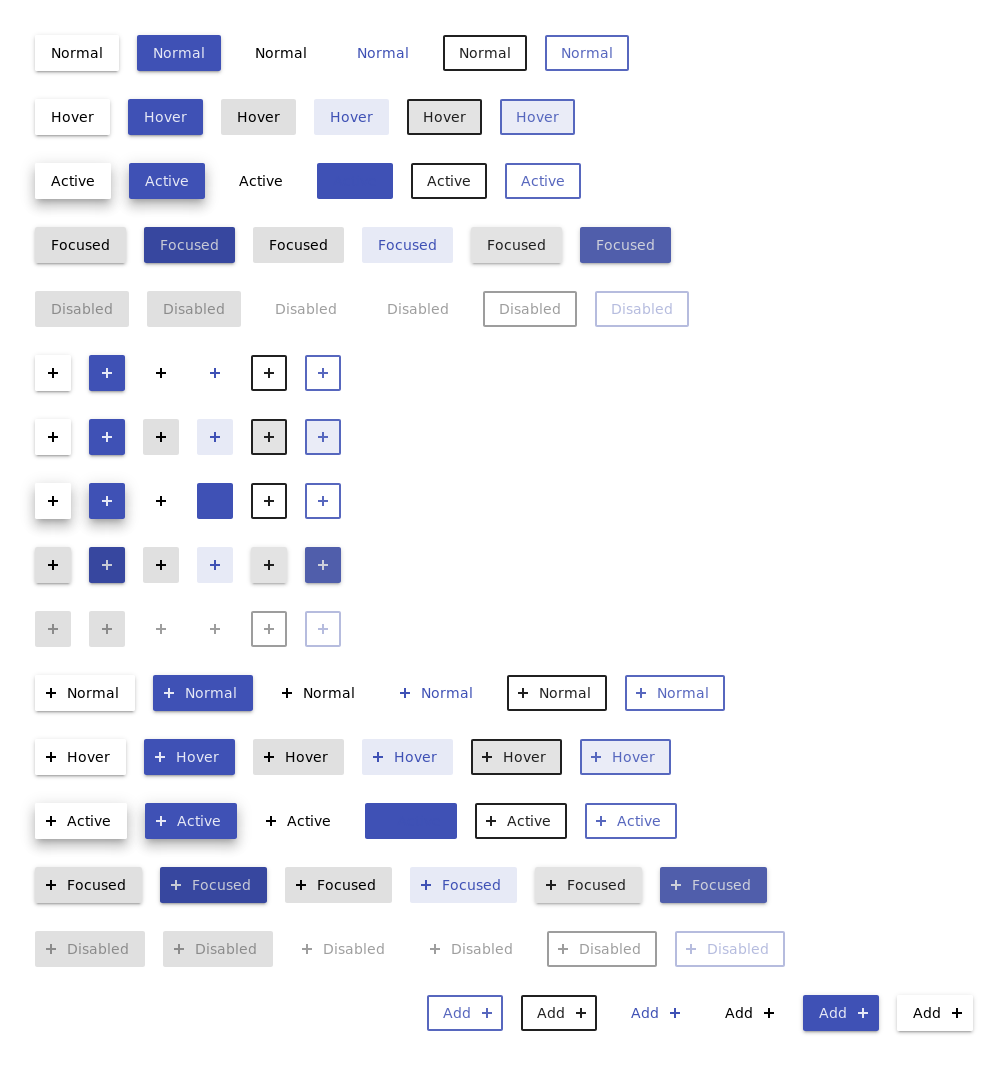 Normal Normal Normal Normal Normal Normal
Hover Hover Hover Hover Hover Hover
Active Active Active Active Active
Focused Focused Focused Focused Focused Focused
Disabled Disabled Disabled Disabled Disabled Disabled
+ + + + + +
+ + + + + +
+ + + + +
+ + + + + +
+ + + + + +
+ Normal + Normal + Normal + Normal + Normal + Normal
+ Hover + Hover + Hover + Hover + Hover + Hover
+ Active + Active + Active + Active + Active
+ Focused + Focused + Focused + Focused + Focused + Focused
+ Disabled + Disabled + Disabled + Disabled + Disabled + Disabled
Add + Add + Add + Add + Add + Add +